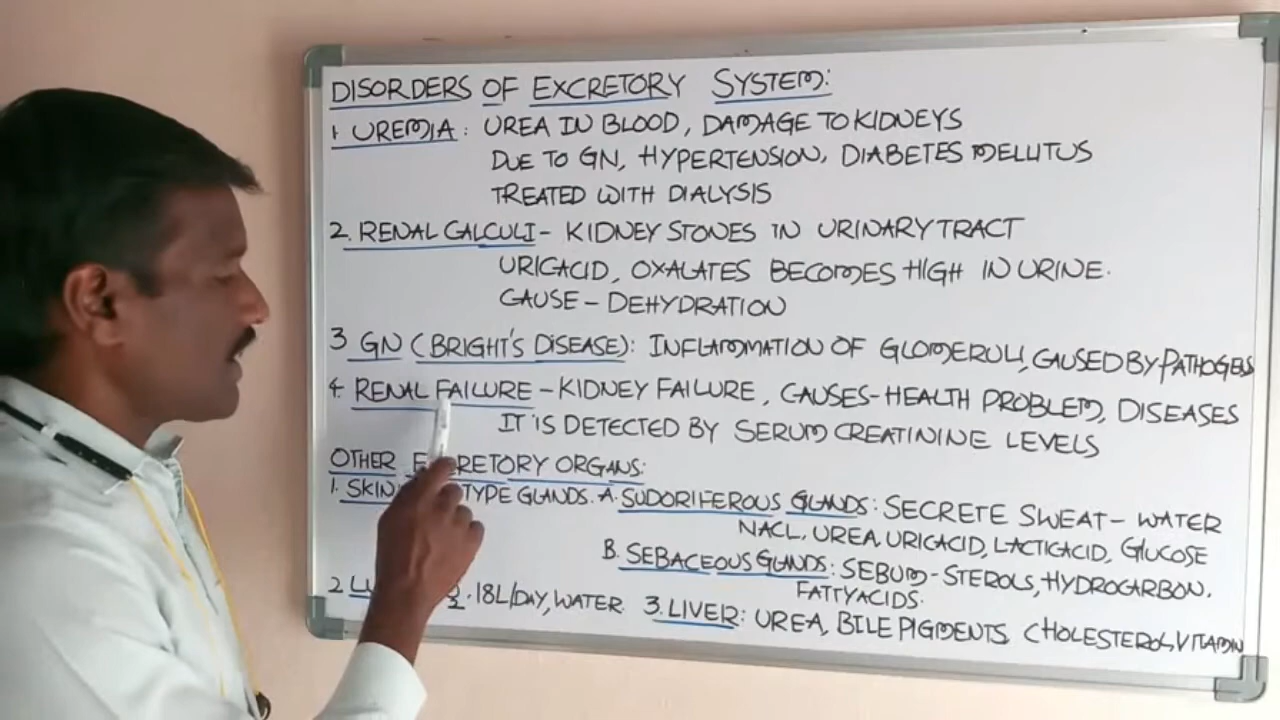 DISORDERS OF EXCRETORY SYSTEM:
1 UREMIA: UREA IN BLOOD, DAMAGE TO KIDNEYS
DUE TO GN, HYPERTENSION, DIABETES MELLITUS
TREATED WITH DIALYSIS
2. RENAL CALCULI - KIDNEY STONES IN URINARY TRACT
URICACID, OXALATES BECOMES HIGH IN URINE.
CAUSE - DEHYDRATION
3 GN (BRIGHT'S DISEASE): INFLAMMATION OF GLOMERULI, CAUSED BY PATHOGENS
4. RENAL FAILURE - KIDNEY FAILURE, CAUSES - HEALTH PROBLEM, DISEASES
IT IS DETECTED BY SERUM CREATININE LEVELS
OTHER EXCRETORY ORGANS:
1. SKIN TYPE GLANDS. A. SUDORIFEROUS GLANDS: SECRETE SWEAT - WATER
NACL, UREA, URICACID, LACTICACID, GLUCOSE
B. SEBACEOUS GLANDS: SEBUM - STEROLS, HYDROGARBON,
FATTYACIDS.
2 18L/DAY, WATER. 3. LIVER: UREA, BILE PIGMENTS, CHOLESTEROL, VITAMIN